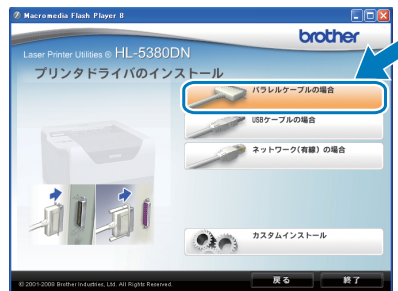 Macromedia Flash Player 8
brother
Laser Printer Utilities ® HL-5380DN
プリンタドライバのインストール
パラレルケーブルの場合
USBケーブルの場合
ネットワーク(有線)の場合
カスタムインストール
© 2001-2008 Brother Industries, Ltd. All Rights Reserved.
戻る
終了